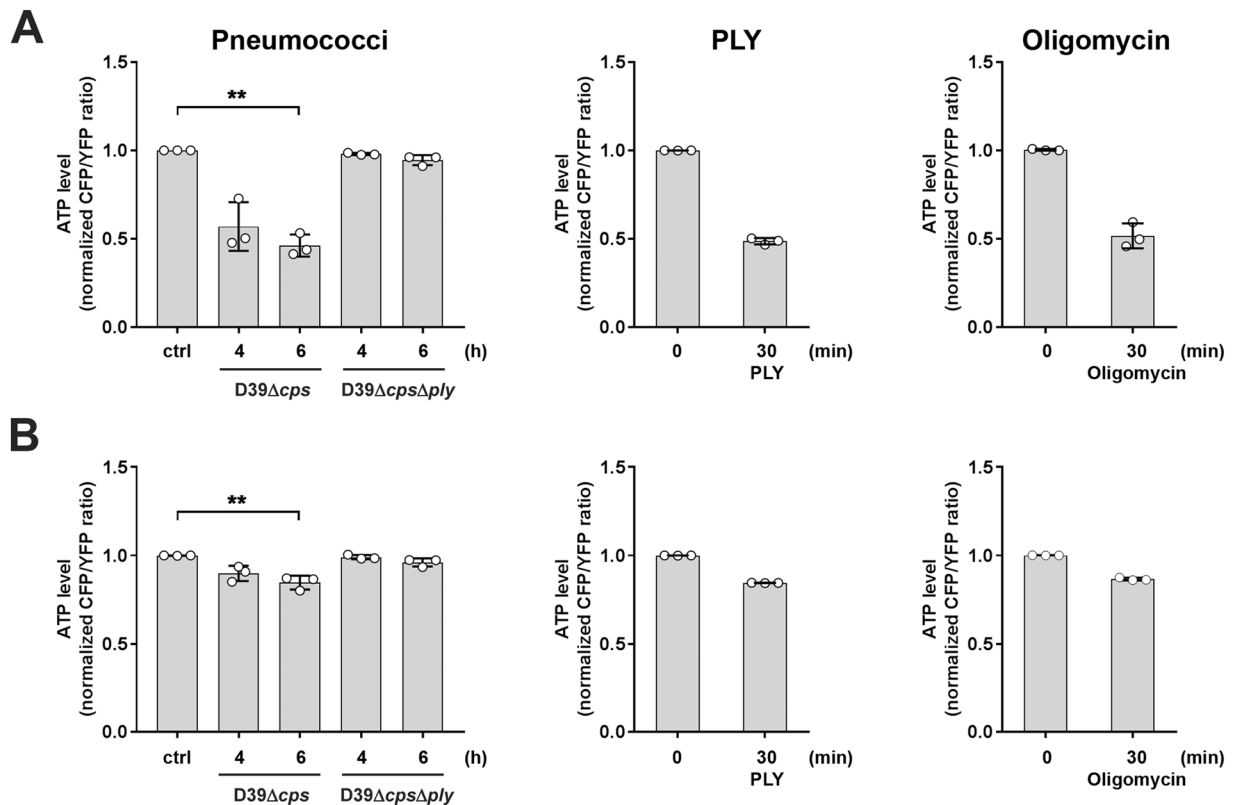 A
Pneumococci
PLY
Oligomycin
ATP level
(normalized CFP/YFP ratio)
1.5
1.0
0.5
0.0
**
ctrl 4 6 4 6 (h)
D39Δcps D39ΔcpsΔply
ATP level
(normalized CFP/YFP ratio)
1.5
1.0
0.5
0.0
0 30 (min)
PLY
ATP level
(normalized CFP/YFP ratio)
1.5
1.0
0.5
0.0
0 30 (min)
Oligomycin
B
ATP level
(normalized CFP/YFP ratio)
1.5
1.0
0.5
0.0
**
ctrl 4 6 4 6 (h)
D39Δcps D39ΔcpsΔply
ATP level
(normalized CFP/YFP ratio)
1.5
1.0
0.5
0.0
0 30 (min)
PLY
ATP level
(normalized CFP/YFP ratio)
1.5
1.0
0.5
0.0
0 30 (min)
Oligomycin